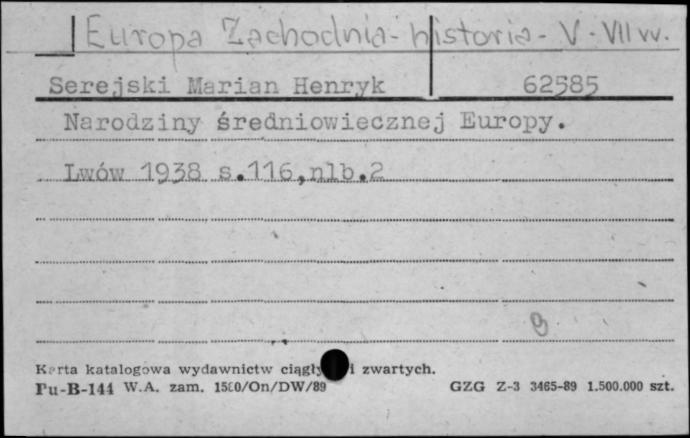 Europa Zachodnia - historia - V - VII w.
Serejski Marian Henryk 62585
Narodziny średniowiecznej Europy.
Lwów 1938 s.116,nlb.2
Karta katalogowa wydawnictw ciągły i zwartych.
Pu-B-144 W.A. zam. 1500/On/DW/89 GZG Z-3 3465-89 1.500.000 szt.